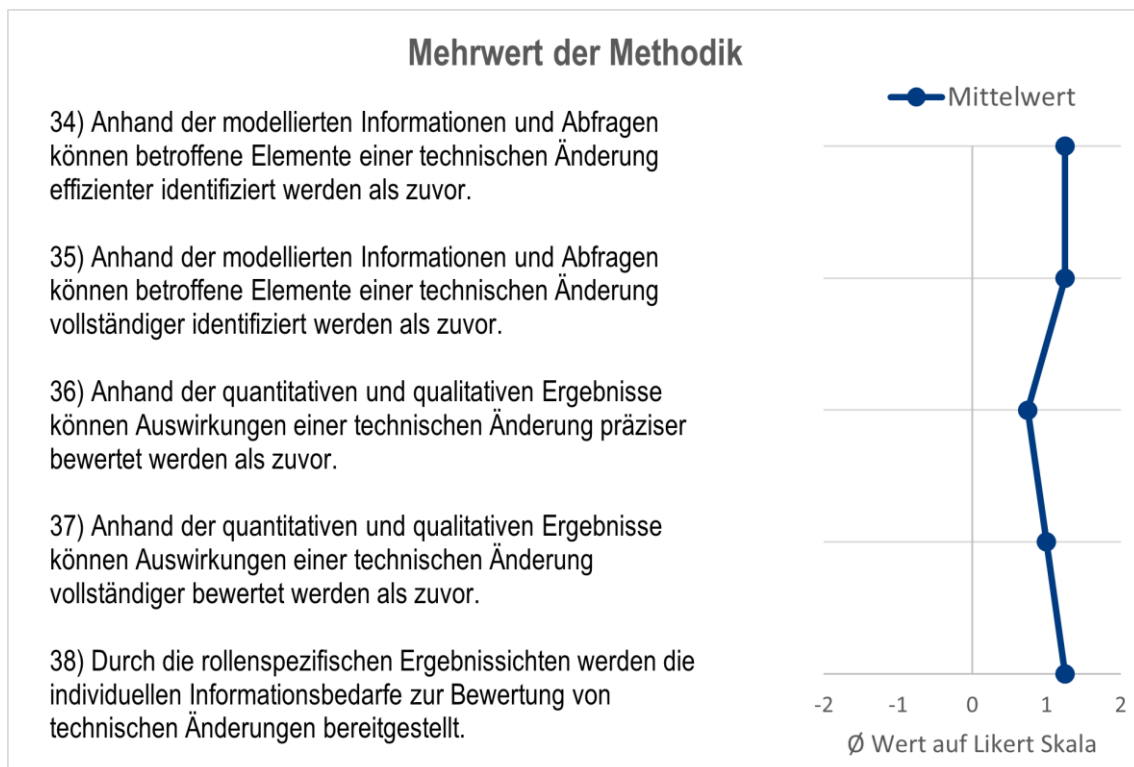 Mehrwert der Methodik
Mittelwert
34) Anhand der modellierten Informationen und Abfragen
können betroffene Elemente einer technischen Änderung
effizienter identifiziert werden als zuvor.
35) Anhand der modellierten Informationen und Abfragen
können betroffene Elemente einer technischen Änderung
vollständiger identifiziert werden als zuvor.
36) Anhand der quantitativen und qualitativen Ergebnisse
können Auswirkungen einer technischen Änderung präziser
bewertet werden als zuvor.
37) Anhand der quantitativen und qualitativen Ergebnisse
können Auswirkungen einer technischen Änderung
vollständiger bewertet werden als zuvor.
38) Durch die rollenspezifischen Ergebnissichten werden die
individuellen Informationsbedarfe zur Bewertung von
technischen Änderungen bereitgestellt.
-2 -1 0 1 2
Ø Wert auf Likert Skala